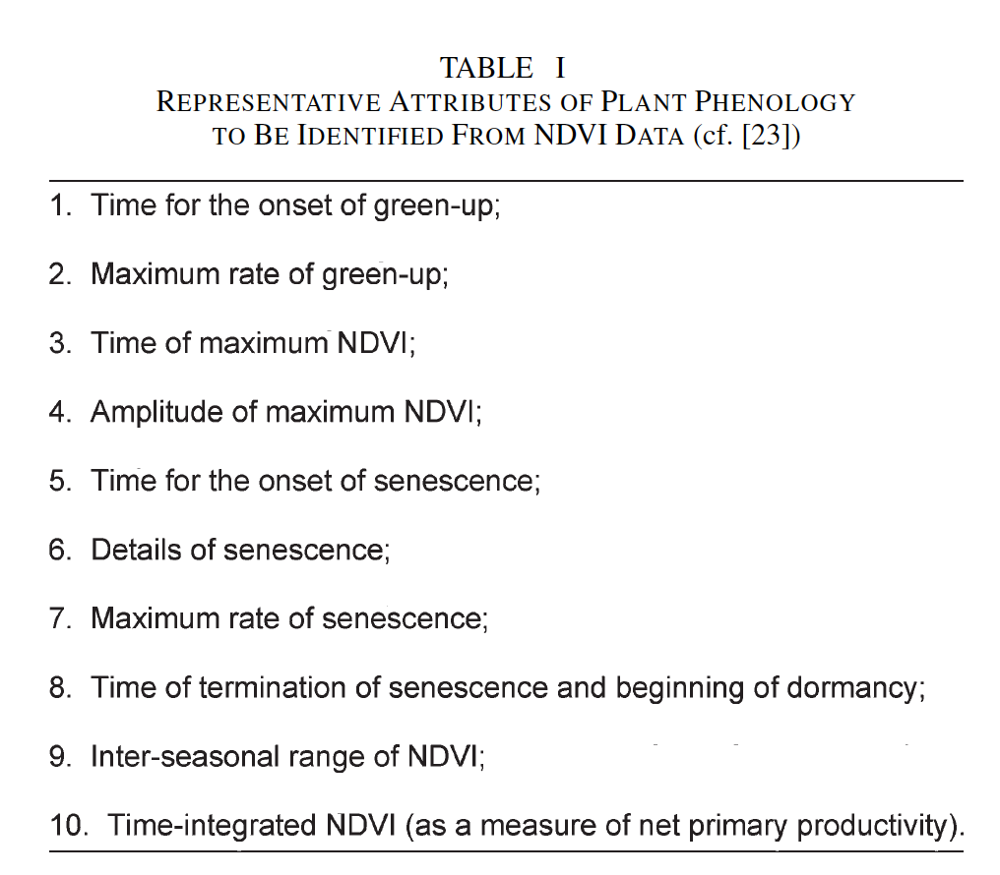 TABLE I
REPRESENTATIVE ATTRIBUTES OF PLANT PHENOLOGY
TO BE IDENTIFIED FROM NDVI DATA (cf. [23])
1. Time for the onset of green-up;
2. Maximum rate of green-up;
3. Time of maximum NDVI;
4. Amplitude of maximum NDVI;
5. Time for the onset of senescence;
6. Details of senescence;
7. Maximum rate of senescence;
8. Time of termination of senescence and beginning of dormancy;
9. Inter-seasonal range of NDVI;
10. Time-integrated NDVI (as a measure of net primary productivity).